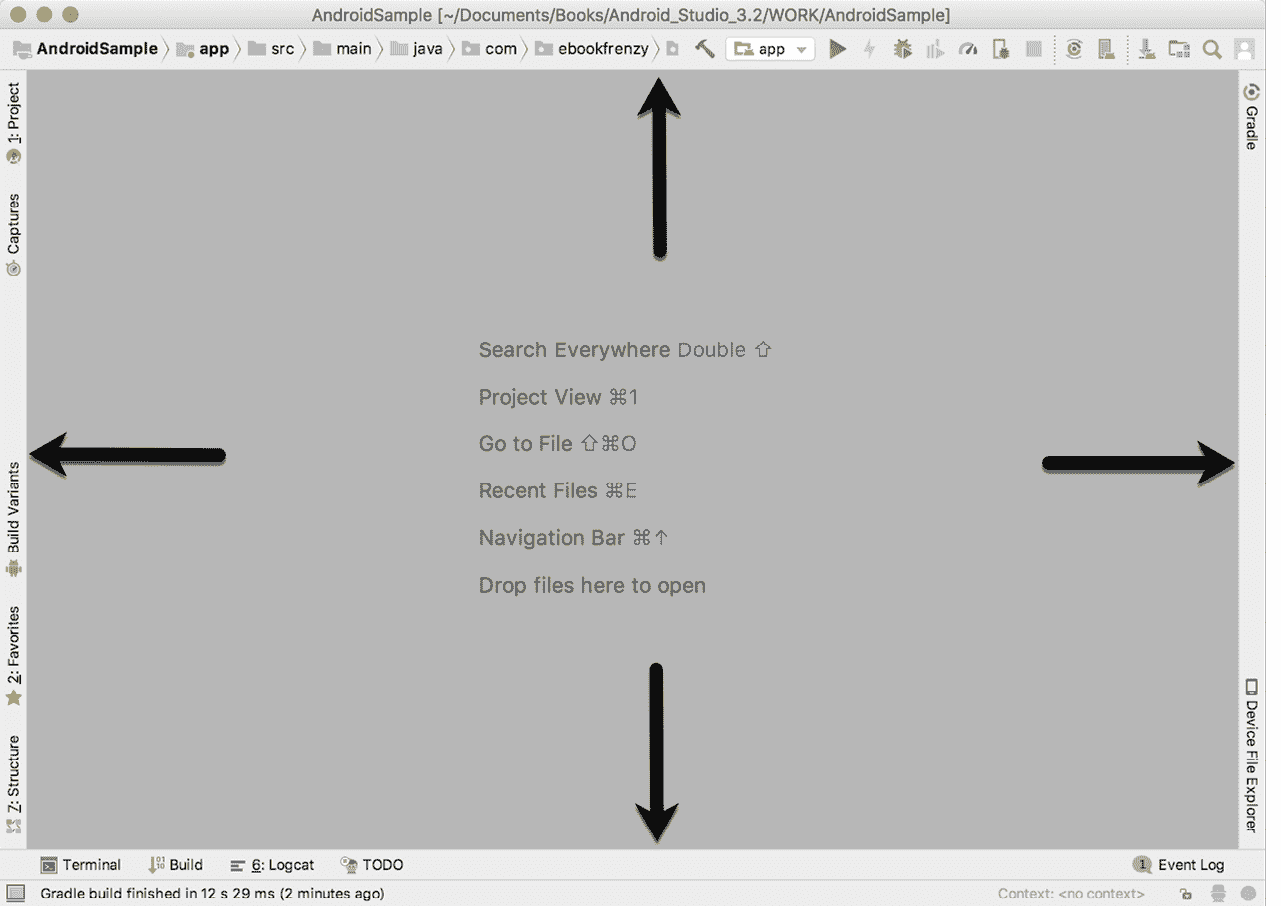 AndroidSample [~/Documents/Books/Android_Studio_3.2/WORK/AndroidSample]
AndroidSample app src main java com ebookfrenzy app
1: Project
Captures
Build Variants
2: Favorites
7: Structure
Search Everywhere Double ⇧
Project View ⌘1
Go to File ⇧⌘O
Recent Files ⌘E
Navigation Bar ⌘↑
Drop files here to open
Gradle
Device File Explorer
Terminal Build 6: Logcat TODO 1 Event Log
Gradle build finished in 12 s 29 ms (2 minutes ago) Context: <no context>